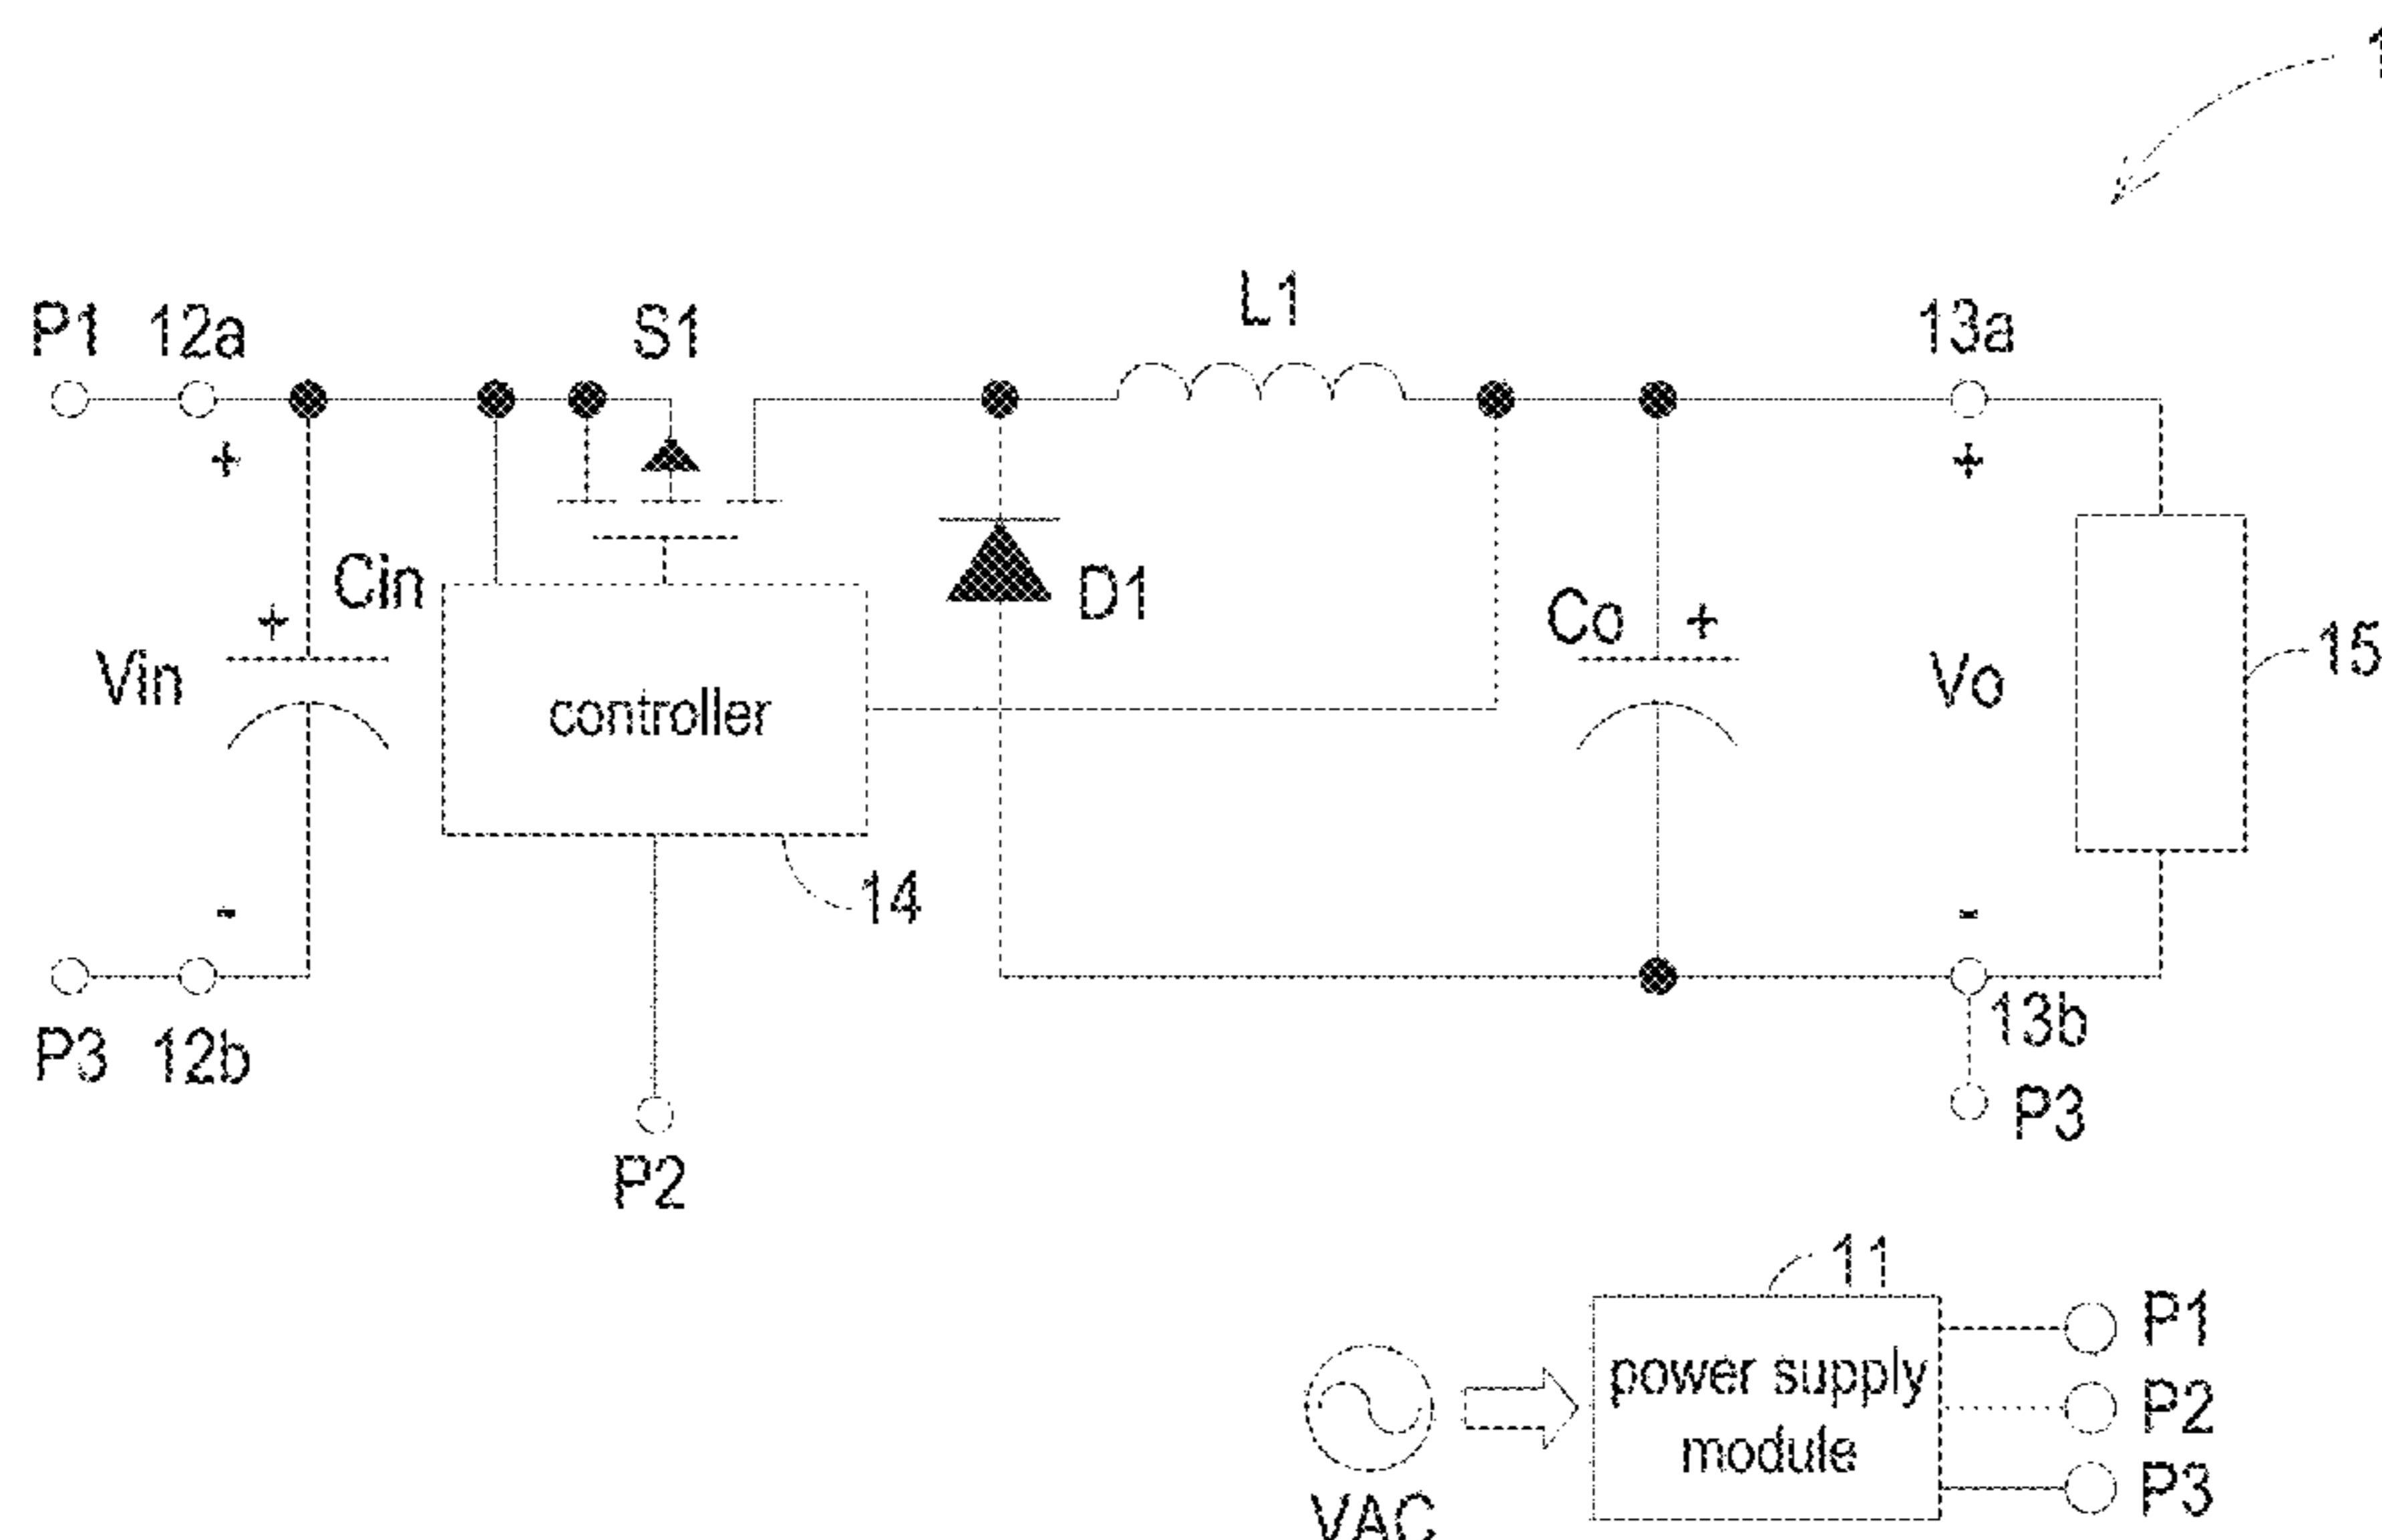 1
L1
P1 12a
S1
13a
+
+
Cin
D1
Co +
+
Vin
controller
Vo
15
14
-
-
P3 12b
13b
P3
P2
11
power supply
module
P1
P2
P3
VAC